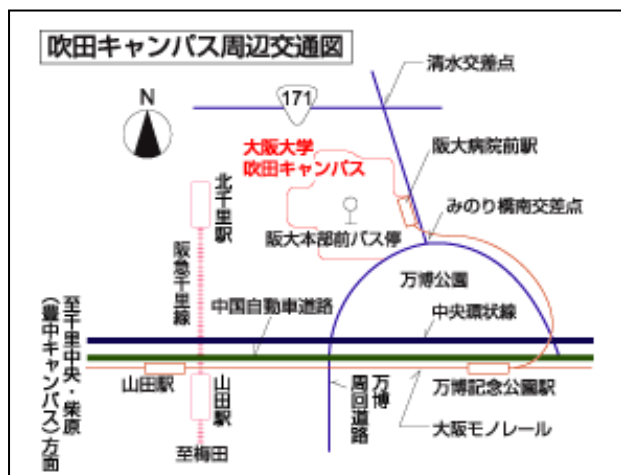 吹田キャンパス周辺交通図
清水交差点
171
N
大阪大学
吹田キャンパス
阪大病院前駅
北千里駅
みのり橋南交差点
阪大本部前バス停
阪急千里線
万博公園
中国自動車道路
中央環状線
至千里中央・柴原
(豊中キャンパス)方面
山田駅
山田駅
万博
周回道路
万博記念公園駅
大阪モノレール
至梅田